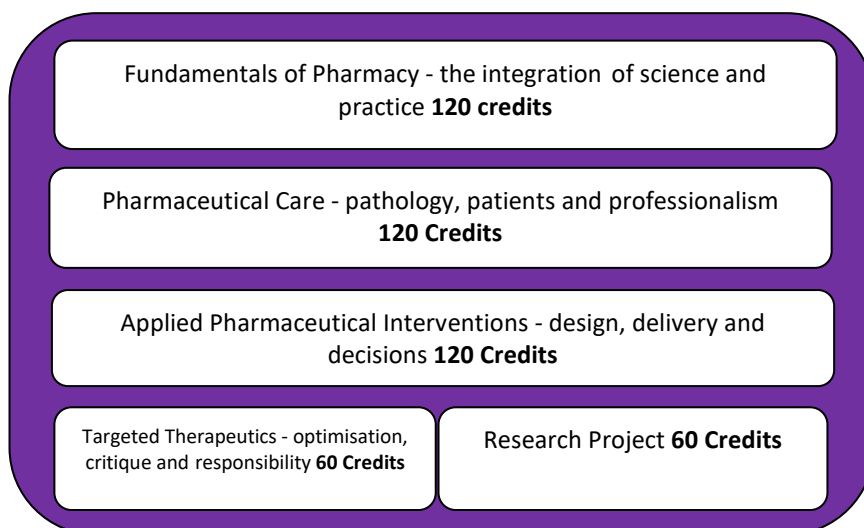 Fundamentals of Pharmacy - the integration of science and
practice 120 credits
Pharmaceutical Care - pathology, patients and professionalism
120 Credits
Applied Pharmaceutical Interventions - design, delivery and
decisions 120 Credits
Targeted Therapeutics - optimisation,
critique and responsibility 60 Credits
Research Project 60 Credits